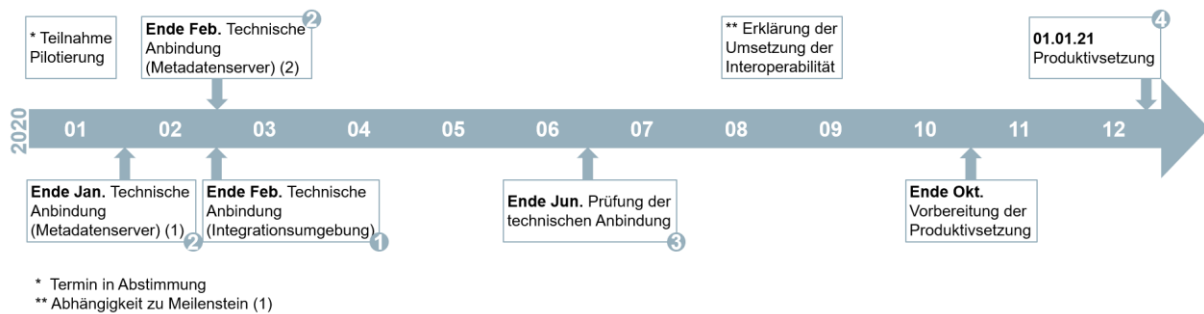 * Teilnahme
Pilotierung
2
Ende Feb. Technische
Anbindung
(Metadatenserver) (2)
** Erklärung der
Umsetzung der
Interoperabilität
4
01.01.21
Produktivsetzung
2020
01 02 03 04 05 06 07 08 09 10 11 12
Ende Jan. Technische
Anbindung
(Metadatenserver) (1)
2
Ende Feb. Technische
Anbindung
(Integrationsumgebung)
1
Ende Jun. Prüfung der
technischen Anbindung
3
Ende Okt.
Vorbereitung der
Produktivsetzung
* Termin in Abstimmung
** Abhängigkeit zu Meilenstein (1)